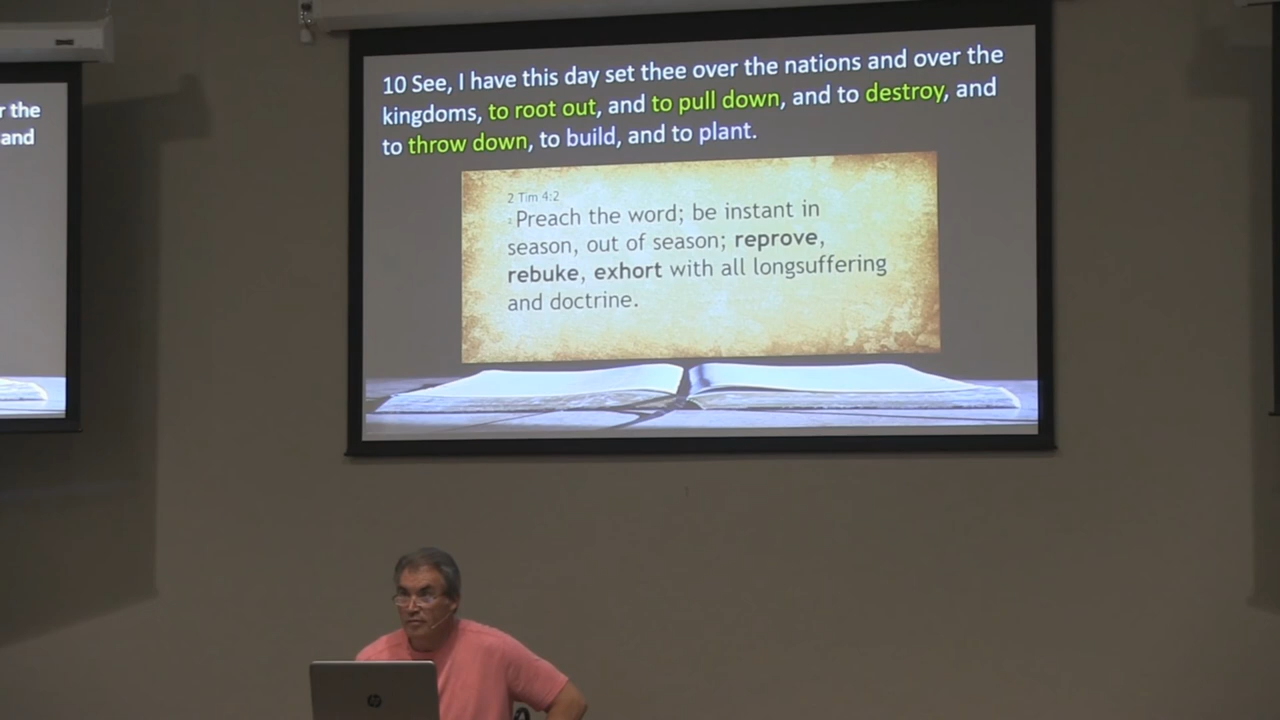 r the
and
10 See, I have this day set thee over the nations and over the
kingdoms, to root out, and to pull down, and to destroy, and
to throw down, to build, and to plant.
2 Tim 4:2
2 Preach the word; be instant in
season, out of season; reprove,
rebuke, exhort with all longsuffering
and doctrine.
hp